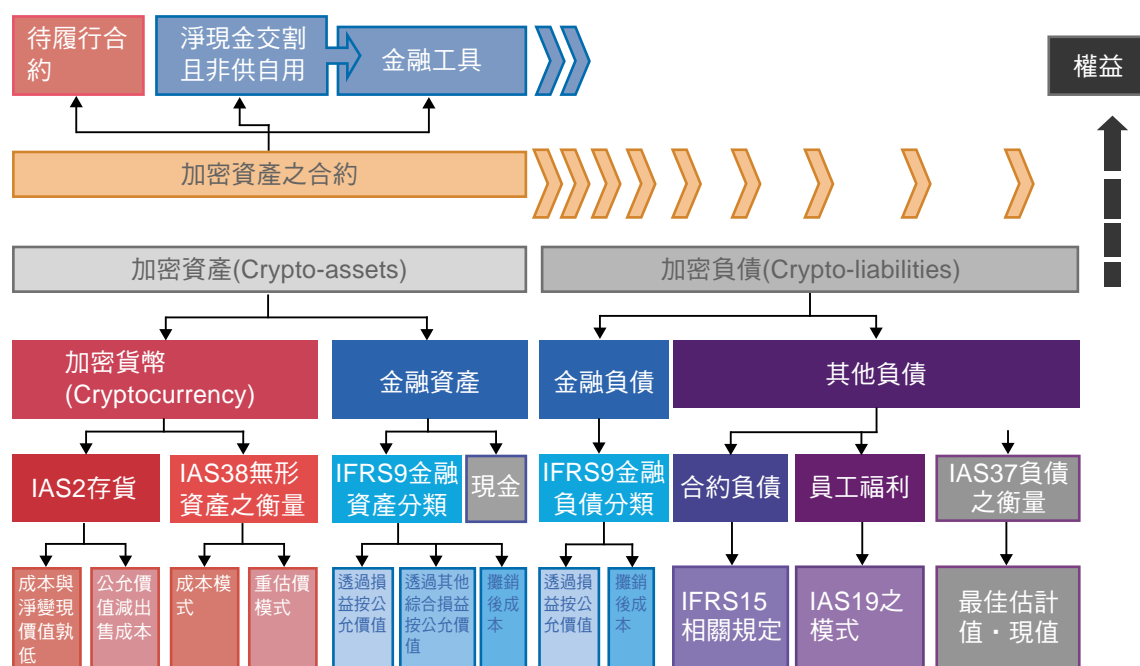 待履行合
約
淨現金交割
且非供自用
金融工具
權益
加密資產之合約
加密資產(Crypto-assets)
加密負債(Crypto-liabilities)
加密貨幣
(Cryptocurrency)
金融資產
金融負債
其他負債
IAS2存貨
IAS38無形
資產之衡量
IFRS9金融
資產分類
現金
IFRS9金融
負債分類
合約負債
員工福利
IAS37負債
之衡量
成本與
淨變現
價值孰
低
公允價
值減出
售成本
成本模
式
重估價
模式
透過損
益按公
允價值
透過其他
綜合損益
按公允價
值
攤銷
後成
本
透過損
益按公
允價值
攤銷
後成
本
IFRS15
相關規定
IAS19之
模式
最佳估計
值・現值